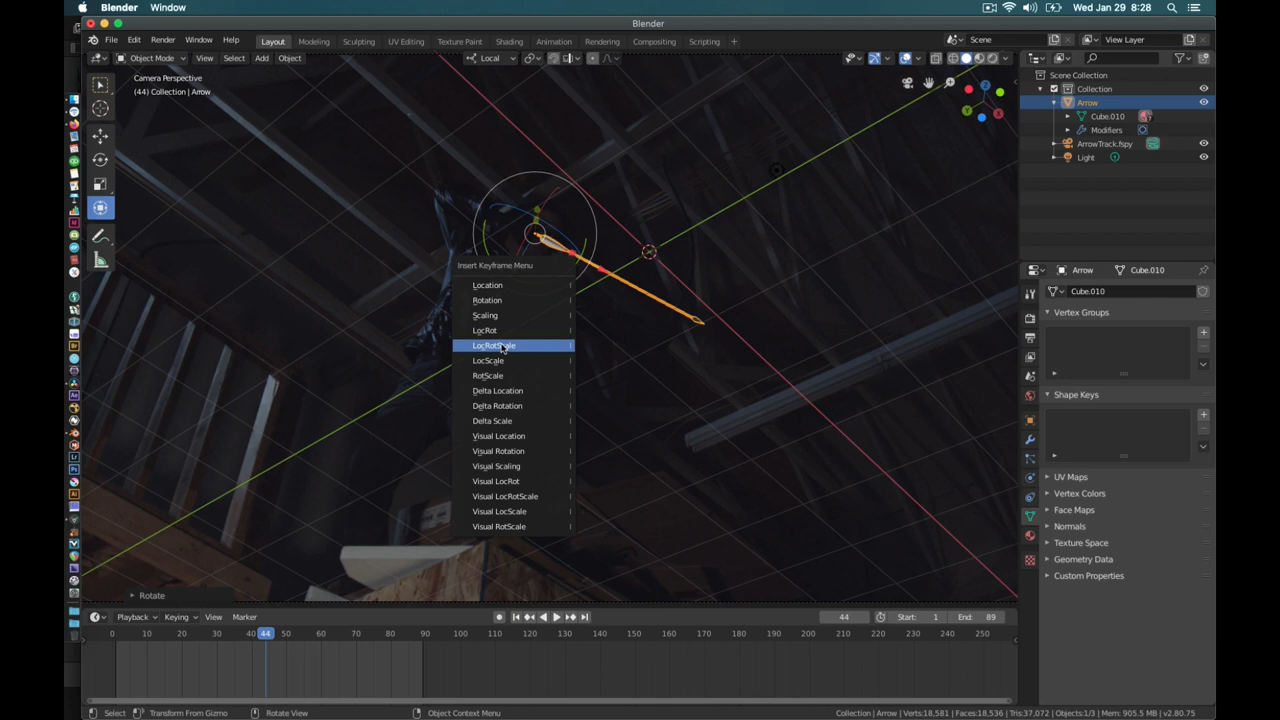 Blender Window Wed Jan 29 8:28
Blender
File Edit Render Window Help Layout Modeling Sculpting UV Editing Texture Paint Shading Animation Rendering Compositing Scripting + Scene View Layer
Object Mode View Select Add Object Local
Camera Perspective
(44) Collection | Arrow
Scene Collection
Collection
Arrow
Cube.010
Modifiers
ArrowTrack.fspy
Light
Insert Keyframe Menu
Location I
Rotation I
Scaling I
LocRot I
LocRotScale I
LocScale I
RotScale I
Delta Location I
Delta Rotation I
Delta Scale I
Visual Location I
Visual Rotation I
Visual Scaling I
Visual LocRot I
Visual LocRotScale I
Visual LocScale I
Visual RotScale I
Arrow Cube.010
Cube.010
Vertex Groups
Shape Keys
UV Maps
Vertex Colors
Face Maps
Normals
Texture Space
Geometry Data
Custom Properties
Rotate
Playback Keying View Marker 44 Start: 1 End: 89
0 10 20 30 40 44 50 60 70 80 90 100 110 120 130 140 150 160 170 180 190 200 210 220 230 240 250
Select Transform From Gizmo Rotate View Object Context Menu Collection | Arrow | Verts:18,581 | Faces:18,536 | Tris:37,072 | Objects:1/3 | Mem: 905.5 MB | v2.80.75